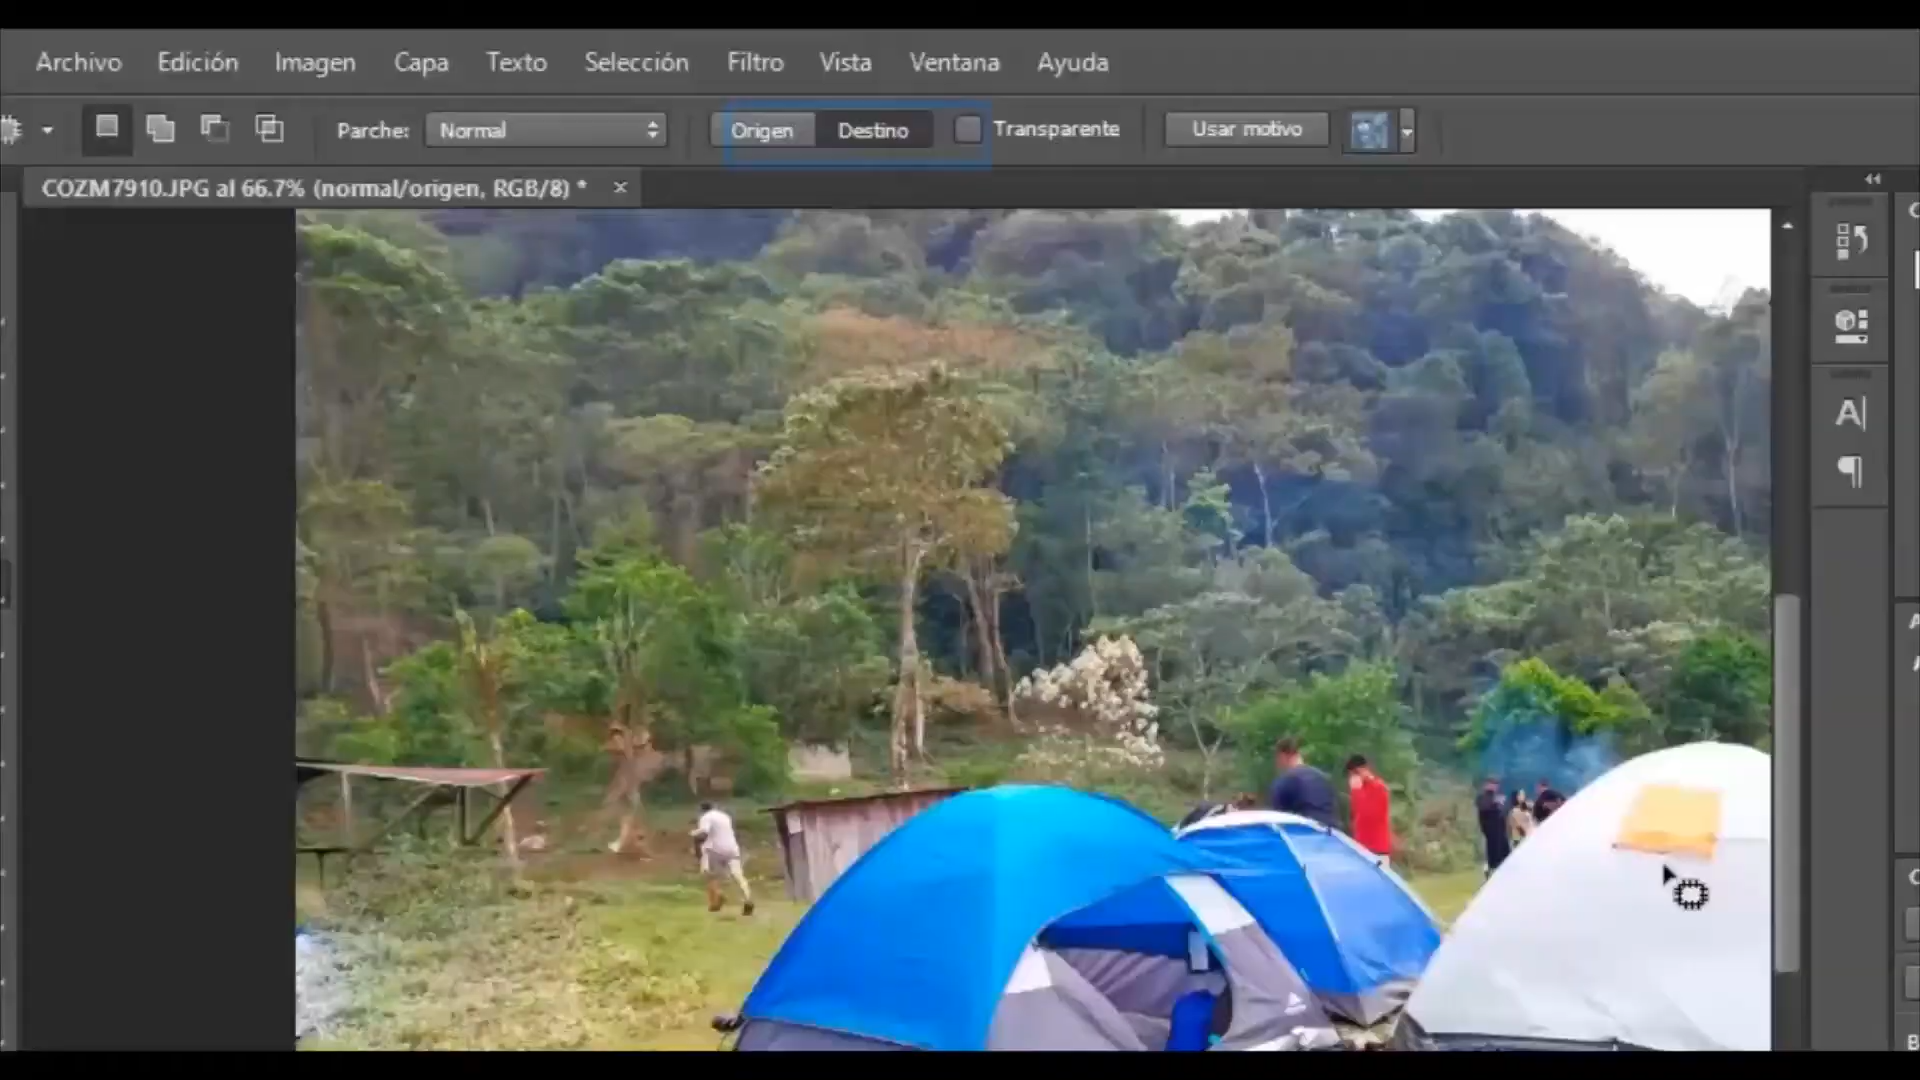 Archivo Edición Imagen Capa Texto Selección Filtro Vista Ventana Ayuda
Parche: Normal Origen Destino Transparente Usar motivo
COZM7910.JPG al 66.7% (normal/origen, RGB/8) * ×